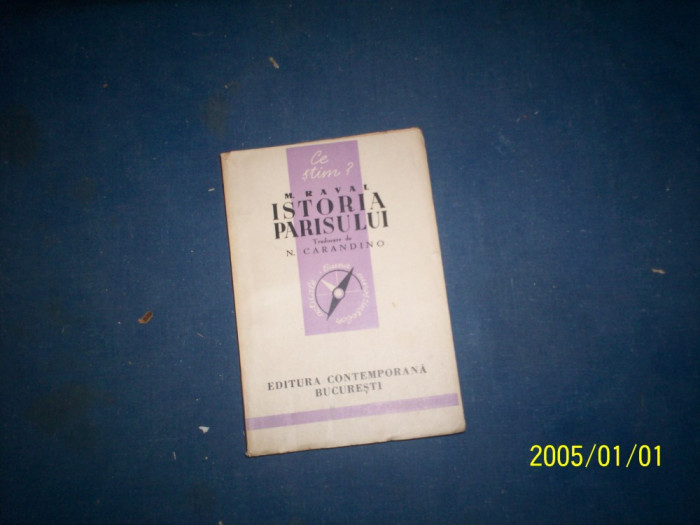 Ce
știm?
M. RAVAL
ISTORIA
PARISULUI
Traducere de
N. CARANDINO
EDITURA CONTEMPORANĂ
BUCUREȘTI
2005/01/01